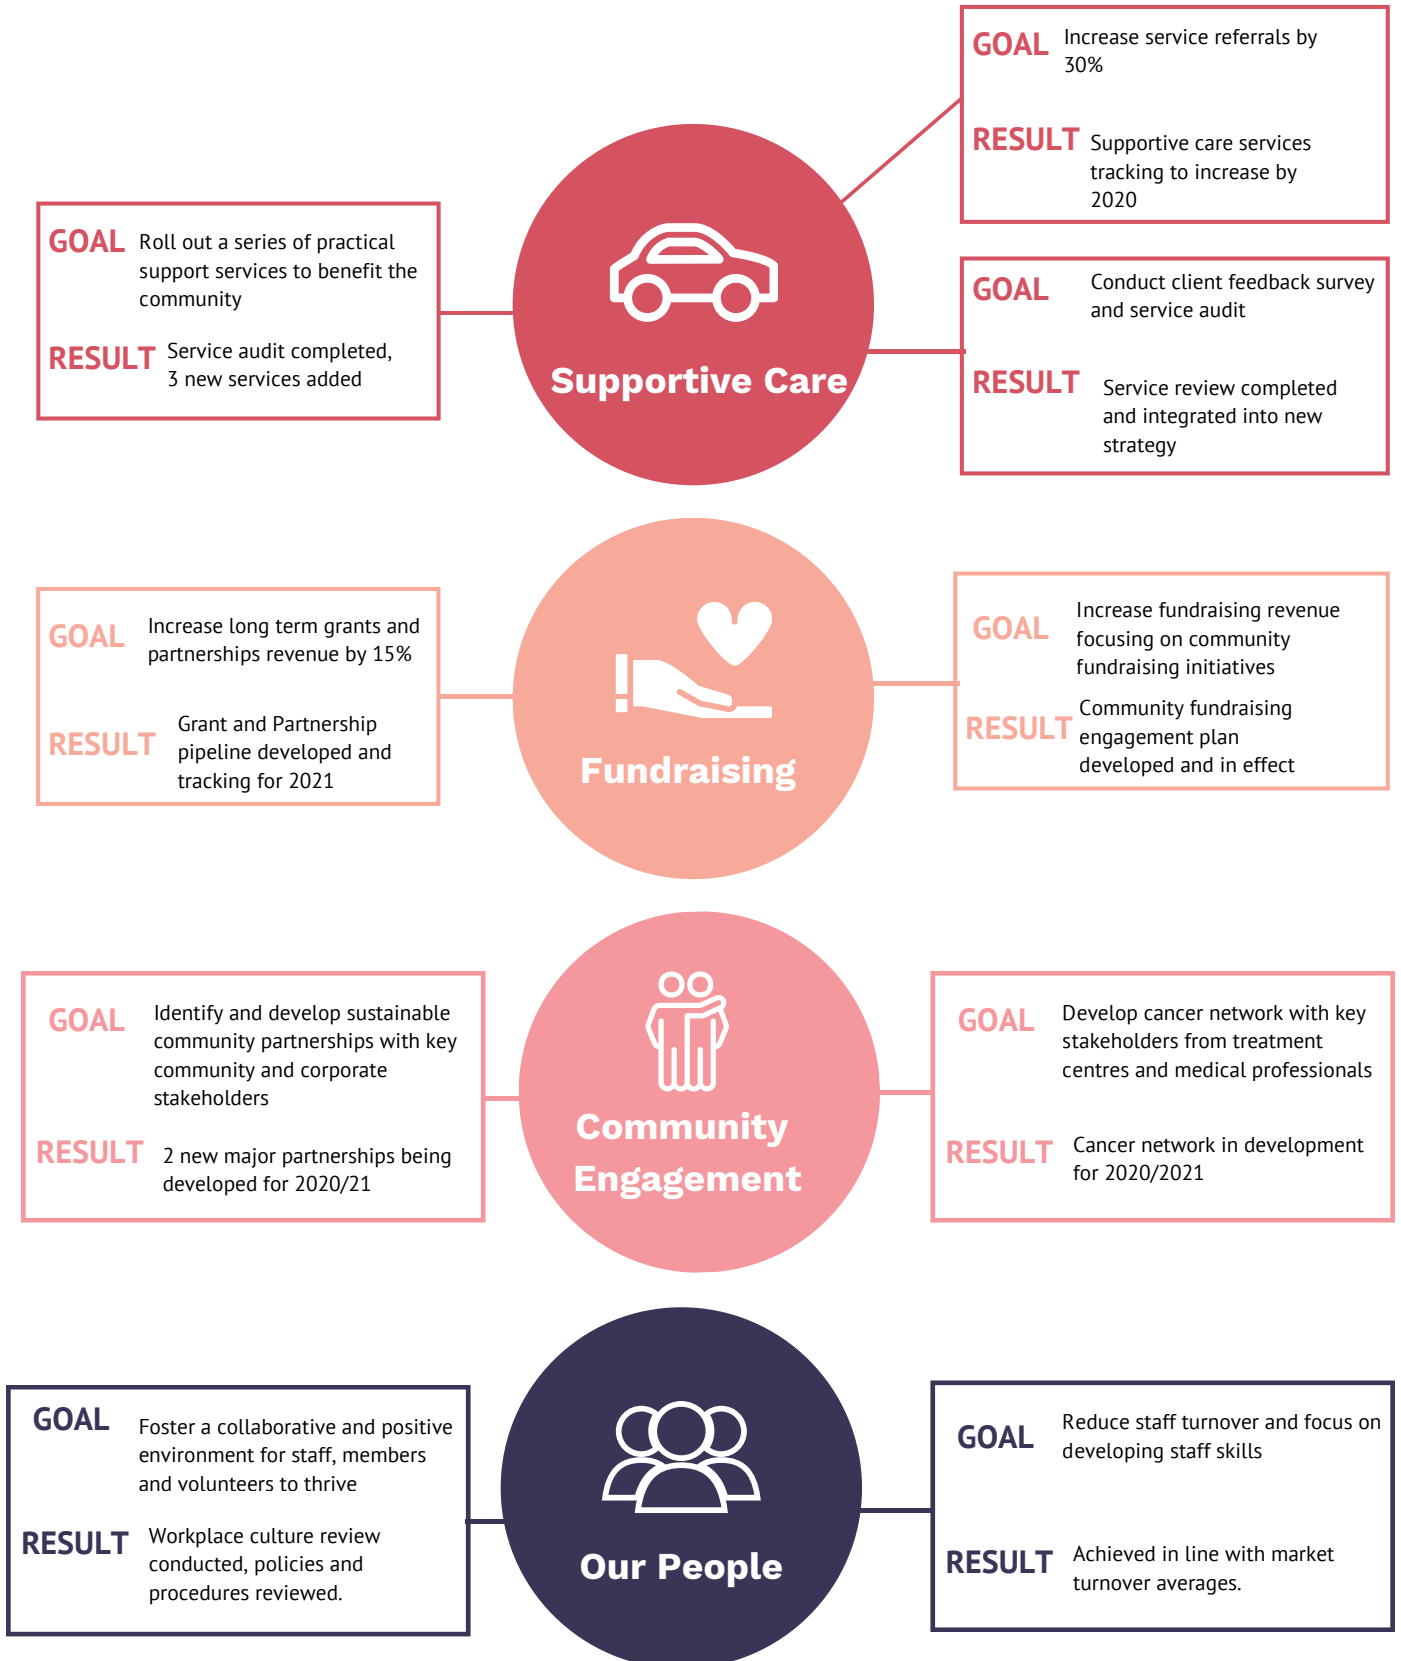 GOAL Increase service referrals by
30%
RESULT Supportive care services
tracking to increase by
2020
GOAL Roll out a series of practical
support services to benefit the
community
RESULT Service audit completed,
3 new services added
Supportive Care
GOAL Conduct client feedback survey
and service audit
RESULT Service review completed
and integrated into new
strategy
GOAL Increase long term grants and
partnerships revenue by 15%
RESULT Grant and Partnership
pipeline developed and
tracking for 2021
Fundraising
GOAL Increase fundraising revenue
focusing on community
fundraising initiatives
RESULT Community fundraising
engagement plan
developed and in effect
GOAL Identify and develop sustainable
community partnerships with key
community and corporate
stakeholders
RESULT 2 new major partnerships being
developed for 2020/21
Community
Engagement
GOAL Develop cancer network with key
stakeholders from treatment
centres and medical professionals
RESULT Cancer network in development
for 2020/2021
GOAL Foster a collaborative and positive
environment for staff, members
and volunteers to thrive
RESULT Workplace culture review
conducted, policies and
procedures reviewed.
Our People
GOAL Reduce staff turnover and focus on
developing staff skills
RESULT Achieved in line with market
turnover averages.